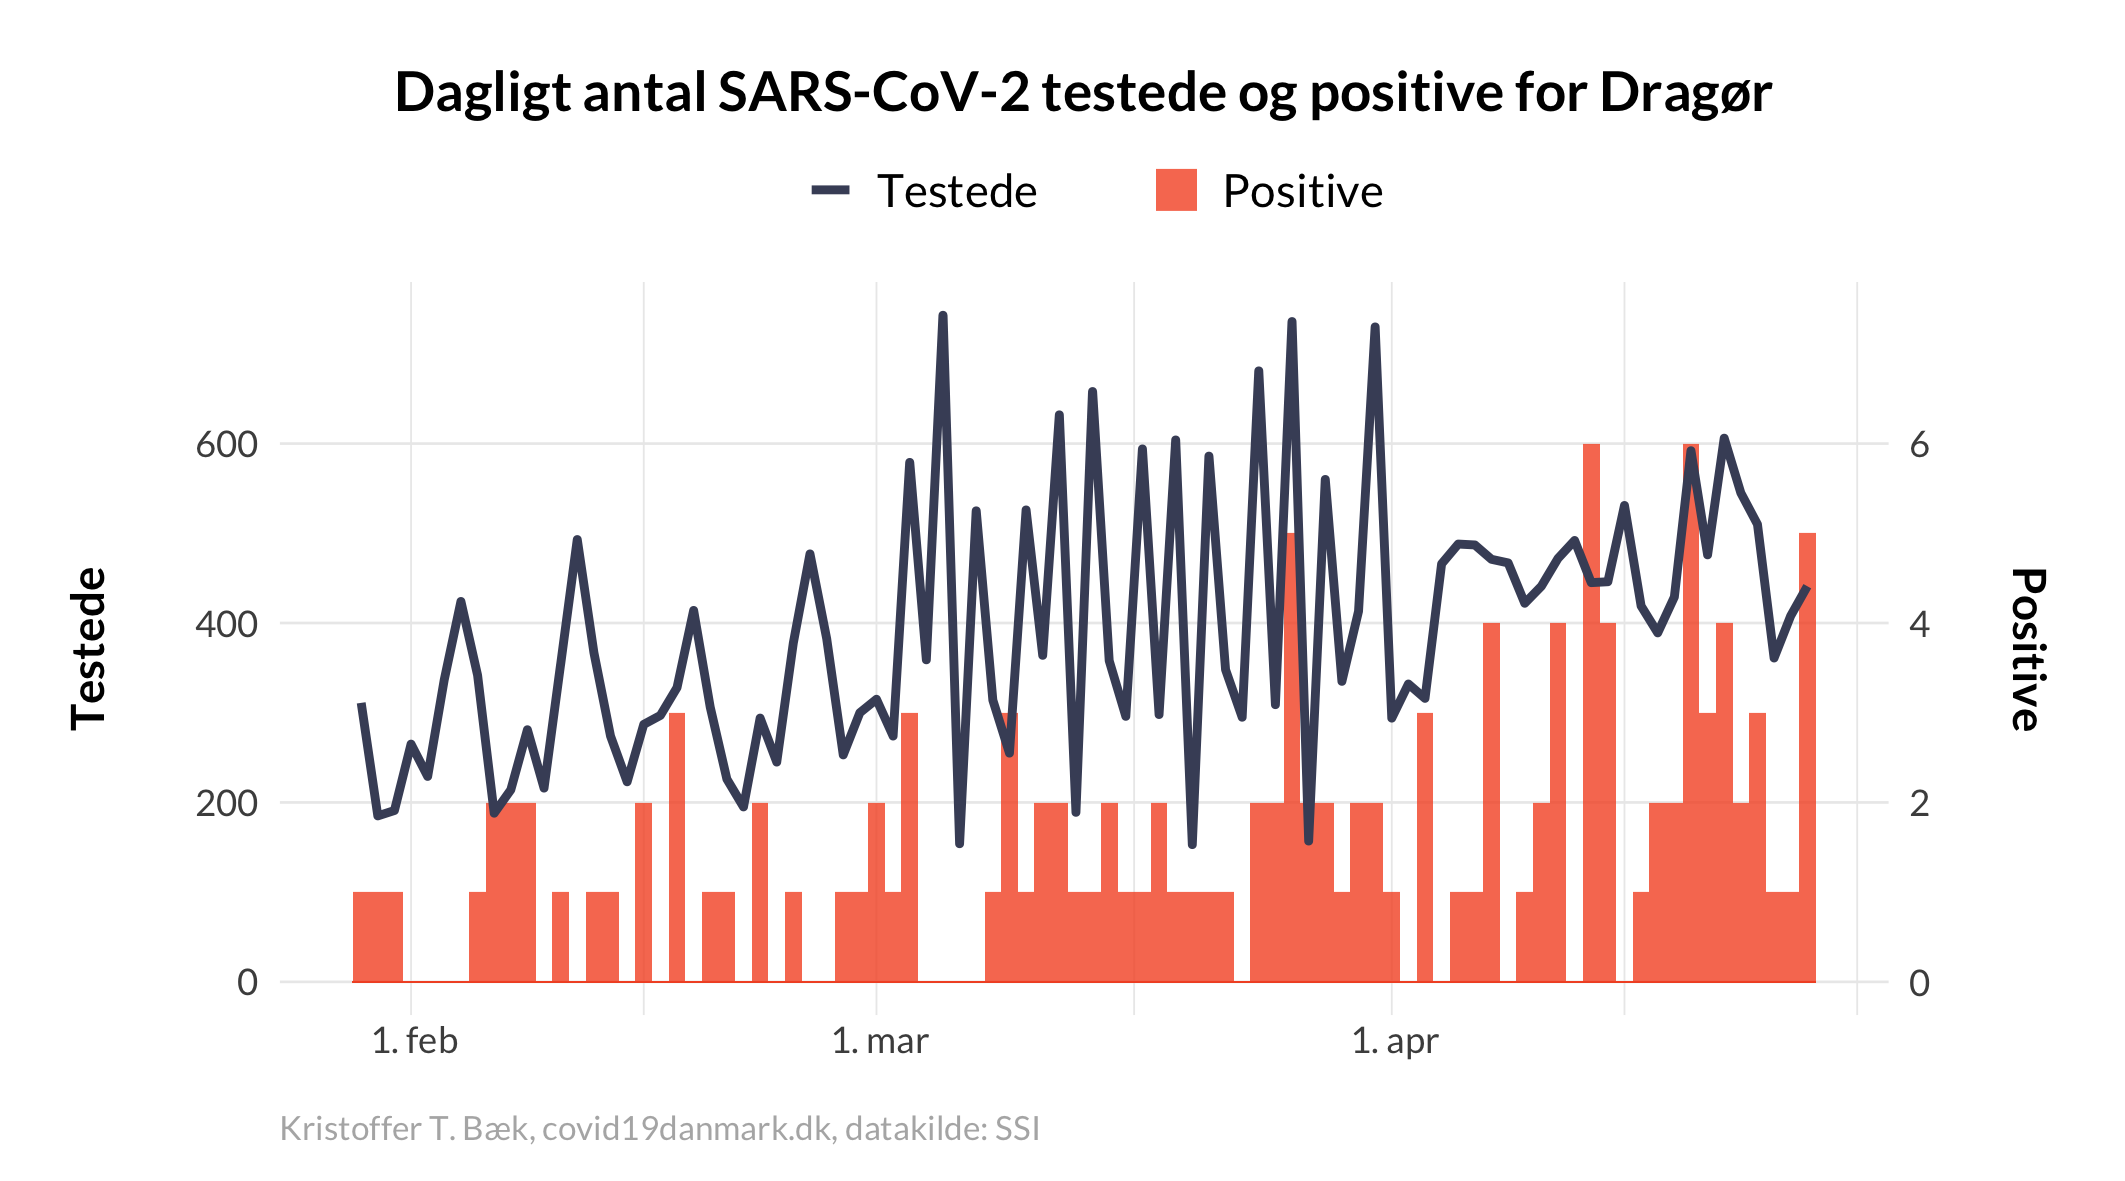 Dagligt antal SARS-CoV-2 testede og positive for Dragør
Testede
Positive
600
400
200
0
6
4
2
0
Testede
Positive
1. feb
1. mar
1. apr
Kristoffer T. Bæk, covid19danmark.dk, datakilde: SSI